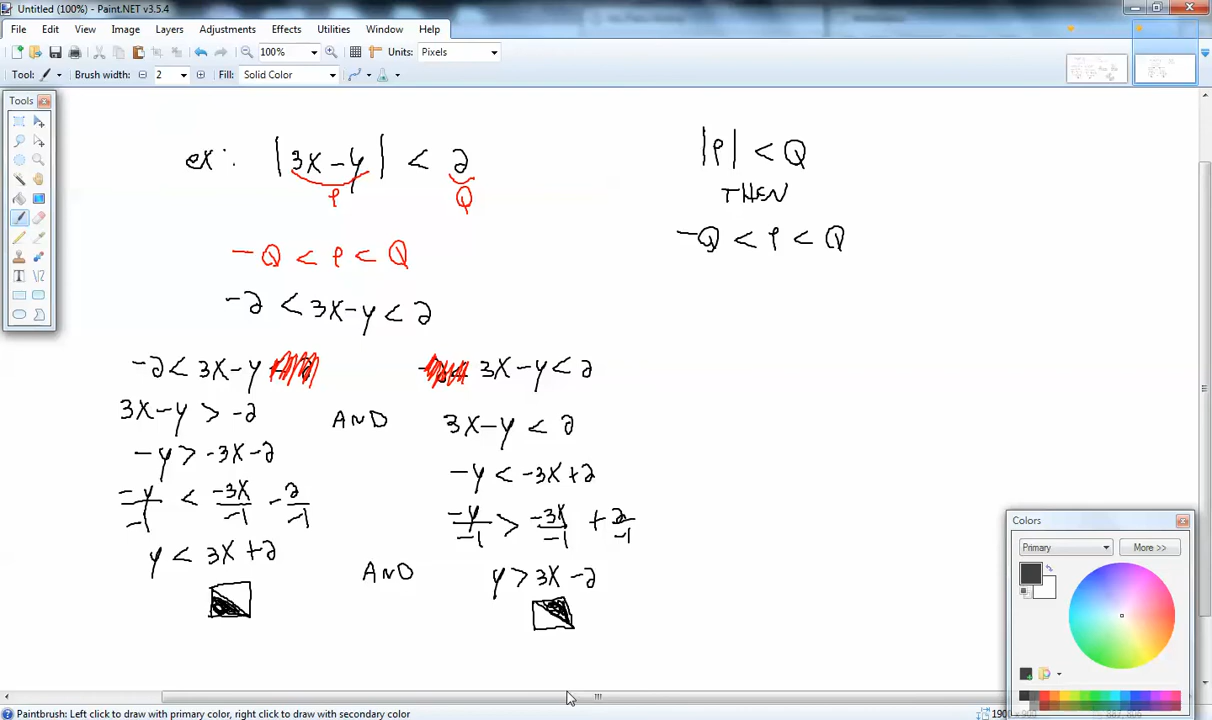 Untitled (100%) - Paint.NET v3.5.4
File Edit View Image Layers Adjustments Effects Utilities Window Help
100% Units: Pixels
Tool: Brush width: 2 Fill: Solid Color
Tools
ex: |3X-y| < 2
P Q
-Q < P < Q
-2 < 3X-y < 2
-2 < 3X-y
3X-y > -2
-y > -3X-2
-y/-1 < -3X/-1 - 2/-1
y < 3X+2
AND
AND
3X-y < 2
3X-y < 2
-y < -3X+2
-y/-1 > -3X/-1 + 2/-1
y > 3X-2
|P| < Q
THEN
-Q < P < Q
Colors
Primary More >>
Paintbrush: Left click to draw with primary color, right click to draw with secondary color